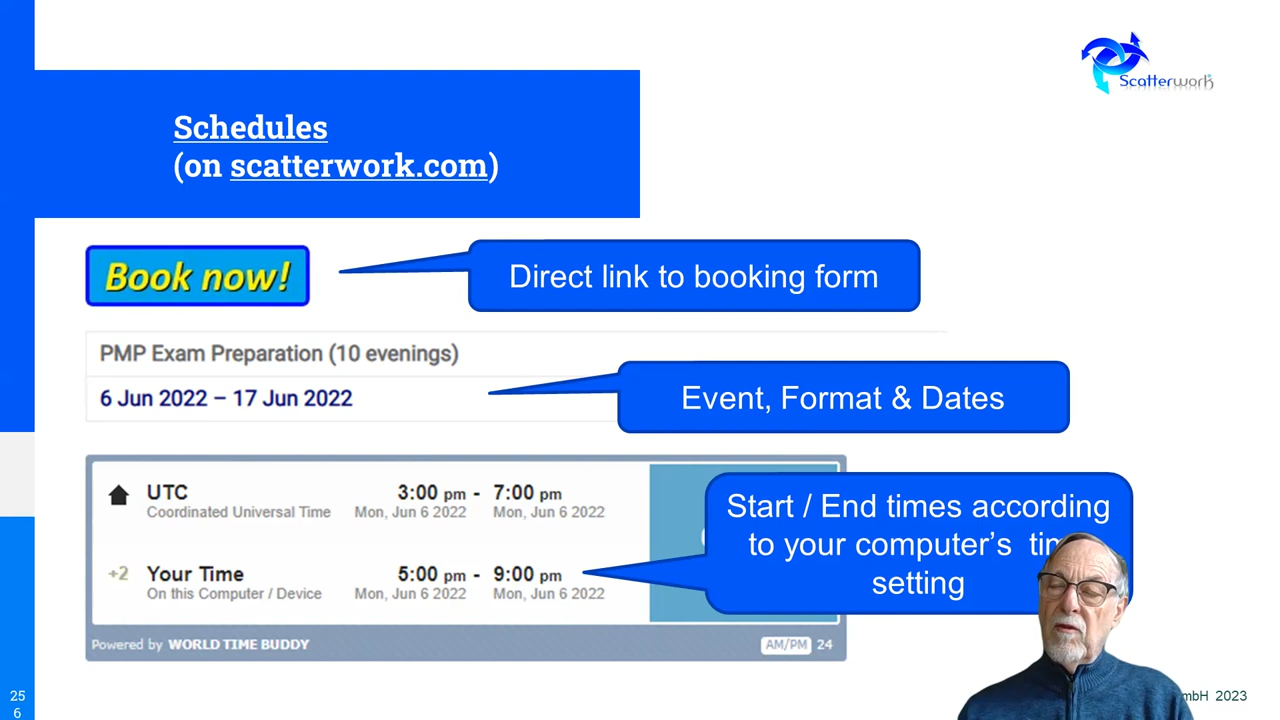 Scatterwork
Schedules
(on scatterwork.com)
Book now!
Direct link to booking form
PMP Exam Preparation (10 evenings)
6 Jun 2022 – 17 Jun 2022
Event, Format & Dates
UTC
3:00 pm - 7:00 pm
Coordinated Universal Time
Mon, Jun 6 2022
Mon, Jun 6 2022
Start / End times according
to your computer’s
setting
+2
Your Time
5:00 pm - 9:00 pm
On this Computer / Device
Mon, Jun 6 2022
Mon, Jun 6 2022
Powered by WORLD TIME BUDDY
AM/PM 24
25
6
2023